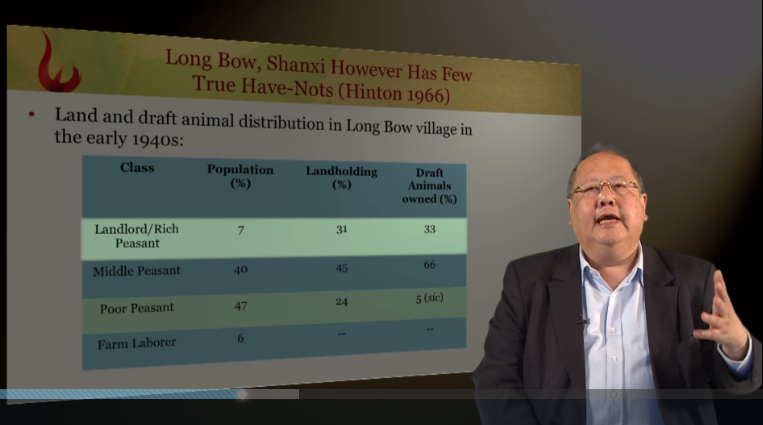 Long Bow, Shanxi However Has Few
True Have-Nots (Hinton 1966)
• Land and draft animal distribution in Long Bow village in
the early 1940s:
Class Population Landholding Draft
(%) (%) Animals
owned (%)
Landlord/Rich 7 31 33
Peasant
Middle Peasant 40 45 66
Poor Peasant 47 24 5 (sic)
Farm Laborer 6 -- --